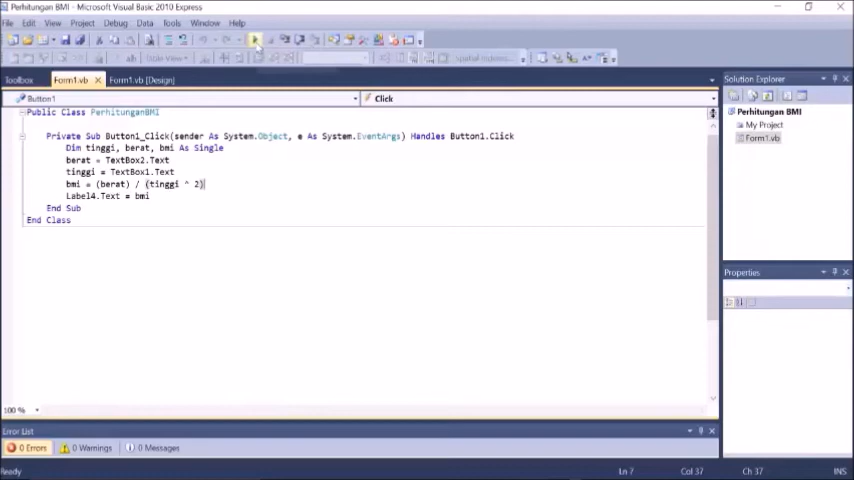 Perhitungan BMI - Microsoft Visual Basic 2010 Express
File Edit View Project Debug Data Tools Window Help
Toolbox Form1.vb Form1.vb [Design]
Button1 Click
Public Class PerhitunganBMI
Private Sub Button1_Click(sender As System.Object, e As System.EventArgs) Handles Button1.Click
Dim tinggi, berat, bmi As Single
berat = TextBox2.Text
tinggi = TextBox1.Text
bmi = (berat) / (tinggi ^ 2)
Label4.Text = bmi
End Sub
End Class
100 %
Solution Explorer
Perhitungan BMI
My Project
Form1.vb
Properties
Error List
0 Errors 0 Warnings 0 Messages
Ready Ln 7 Col 37 Ch 37